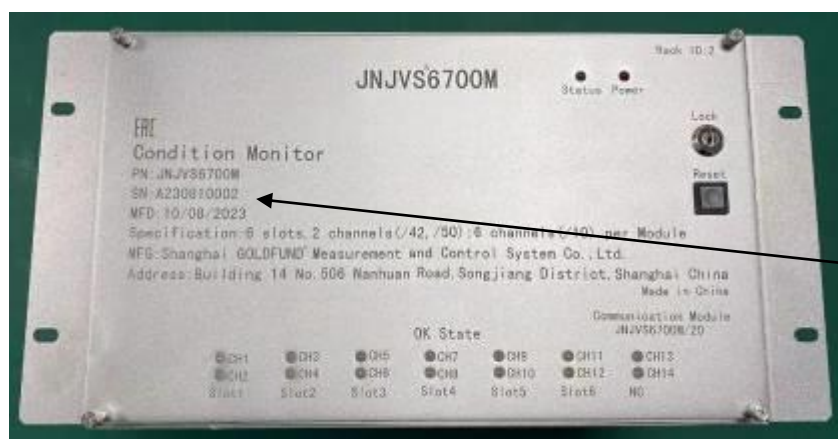 Rack ID:2
JNJVS6700M
Status Power
EAC
Lock
Condition Monitor
PN:JNJVS6700M
Reset
SN:A230810002
MFD:10/08/2023
Specification:6 slots,2 channels(/42,/50);6 channels(/40) per Module
MFG:Shanghai GOLDFUND Measurement and Control System Co.,Ltd.
Address:Building 14 No.506 Nanhuan Road,Songjiang District,Shanghai China
Made in China
Communication Module
JNJVS6700M/20
OK State
CH1 CH3 CH5 CH7 CH9 CH11 CH13
CH2 CH4 CH6 CH8 CH10 CH12 CH14
Slot1 Slot2 Slot3 Slot4 Slot5 Slot6 NC